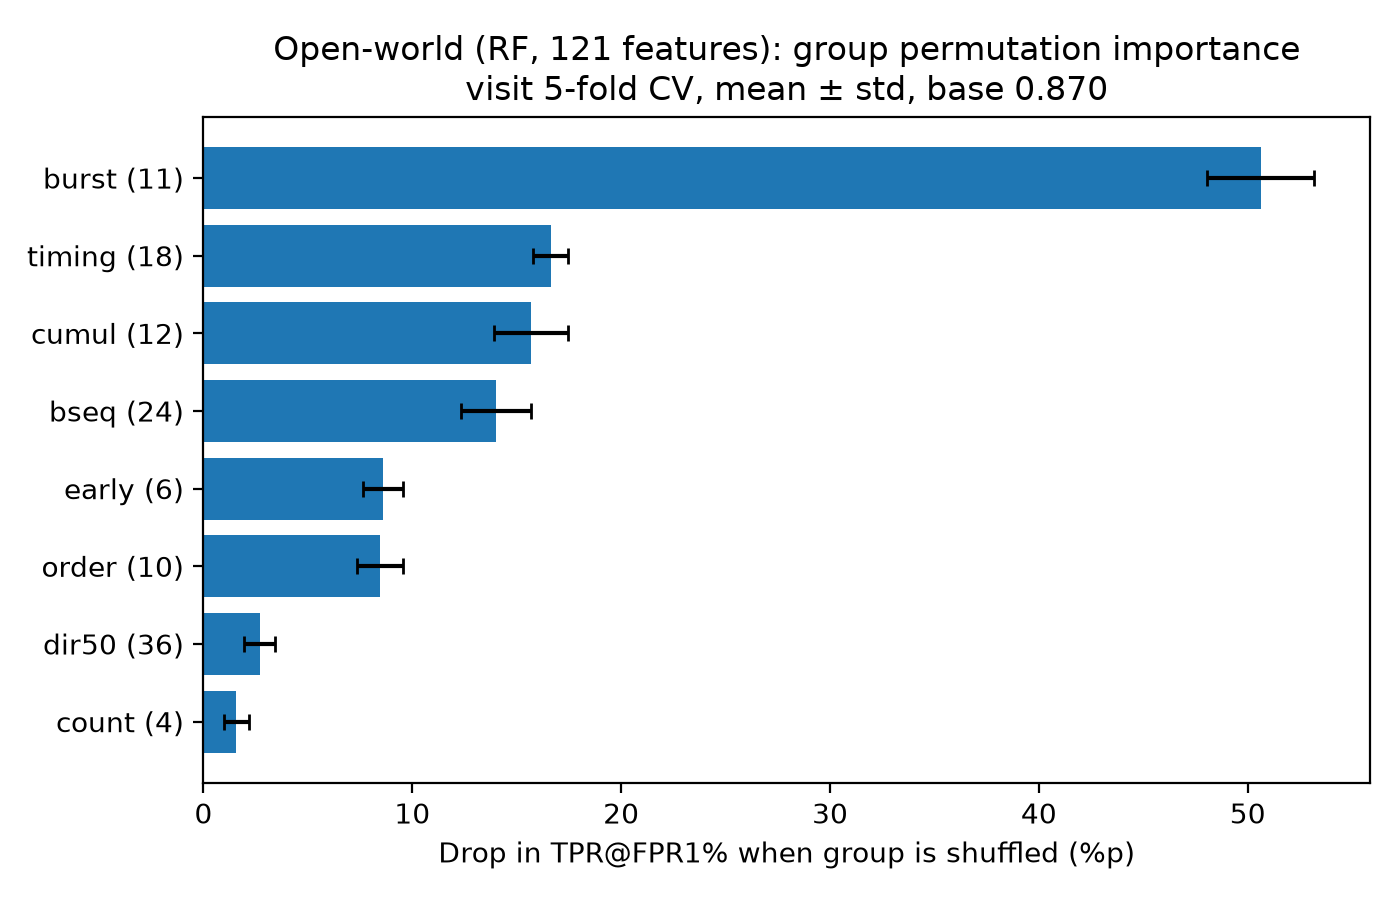 Open-world (RF, 121 features): group permutation importance
visit 5-fold CV, mean ± std, base 0.870
burst (11)
timing (18)
cumul (12)
bseq (24)
early (6)
order (10)
dir50 (36)
count (4)
0 10 20 30 40 50
Drop in TPR@FPR1% when group is shuffled (%p)